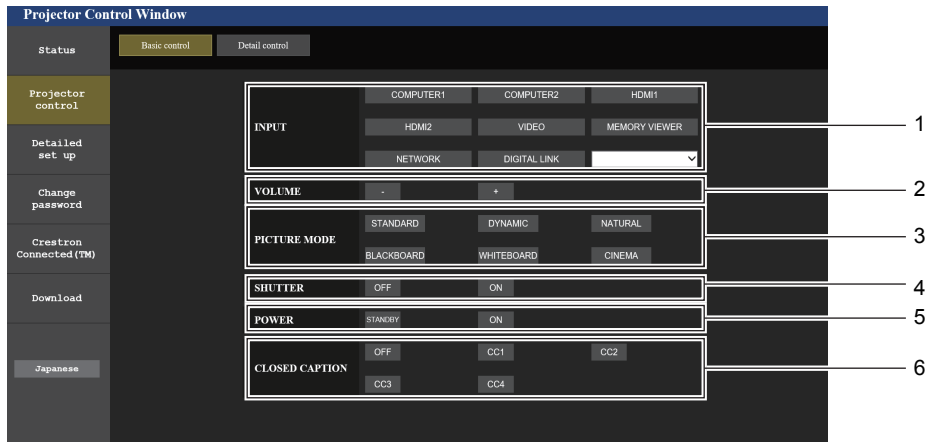 Projector Control Window
Status
Basic control
Detail control
Projector
control
Detailed
set up
Change
password
Crestron
Connected(TM)
Download
Japanese
INPUT
COMPUTER1 COMPUTER2 HDMI1
HDMI2 VIDEO MEMORY VIEWER
NETWORK DIGITAL LINK
1
VOLUME - +
2
PICTURE MODE
STANDARD DYNAMIC NATURAL
BLACKBOARD WHITEBOARD CINEMA
3
SHUTTER OFF ON
4
POWER STANDBY ON
5
CLOSED CAPTION
OFF CC1 CC2
CC3 CC4
6